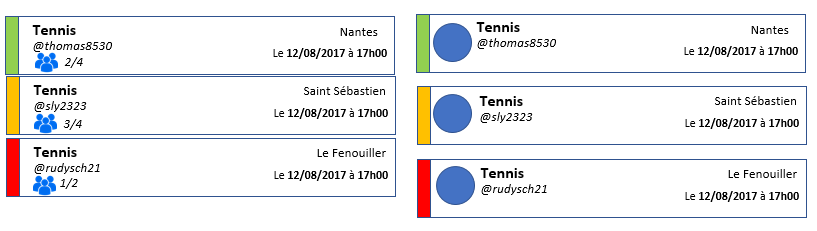 Tennis
Nantes
@thomas8530
Le 12/08/2017 à 17h00
2/4
Tennis
Saint Sébastien
@sly2323
Le 12/08/2017 à 17h00
3/4
Tennis
Le Fenouiller
@rudysch21
Le 12/08/2017 à 17h00
1/2
Tennis
Nantes
@thomas8530
Le 12/08/2017 à 17h00
Tennis
Saint Sébastien
@sly2323
Le 12/08/2017 à 17h00
Tennis
Le Fenouiller
@rudysch21
Le 12/08/2017 à 17h00